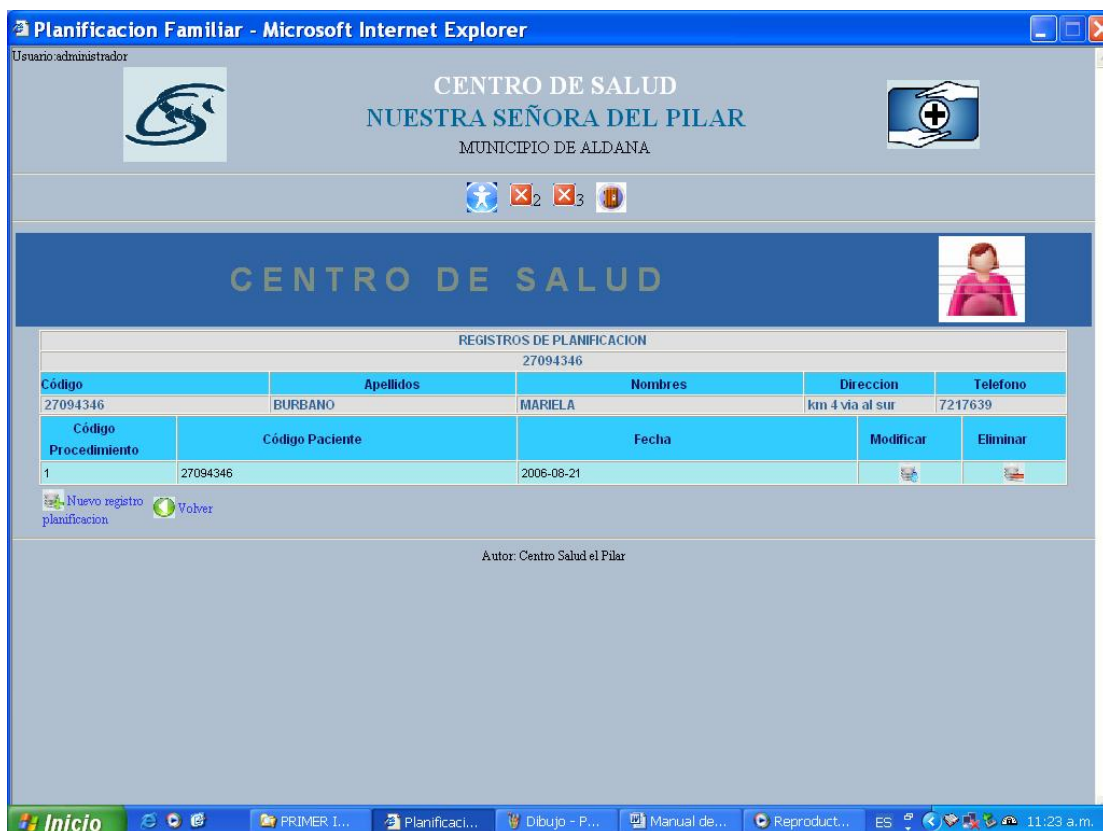 Planificacion Familiar - Microsoft Internet Explorer
Usuario:administrador
CENTRO DE SALUD
NUESTRA SEÑORA DEL PILAR
MUNICIPIO DE ALDANA
2 3
CENTRO DE SALUD
REGISTROS DE PLANIFICACION
27094346
Código Apellidos Nombres Direccion Telefono
27094346 BURBANO MARIELA km 4 via al sur 7217639
Código Procedimiento Código Paciente Fecha Modificar Eliminar
1 27094346 2006-08-21
Nuevo registro
planificacion
Volver
Autor: Centro Salud el Pilar
Inicio PRIMER I... Planificaci... Dibujo - P... Manual de... Reproduct... ES 11:23 a.m.